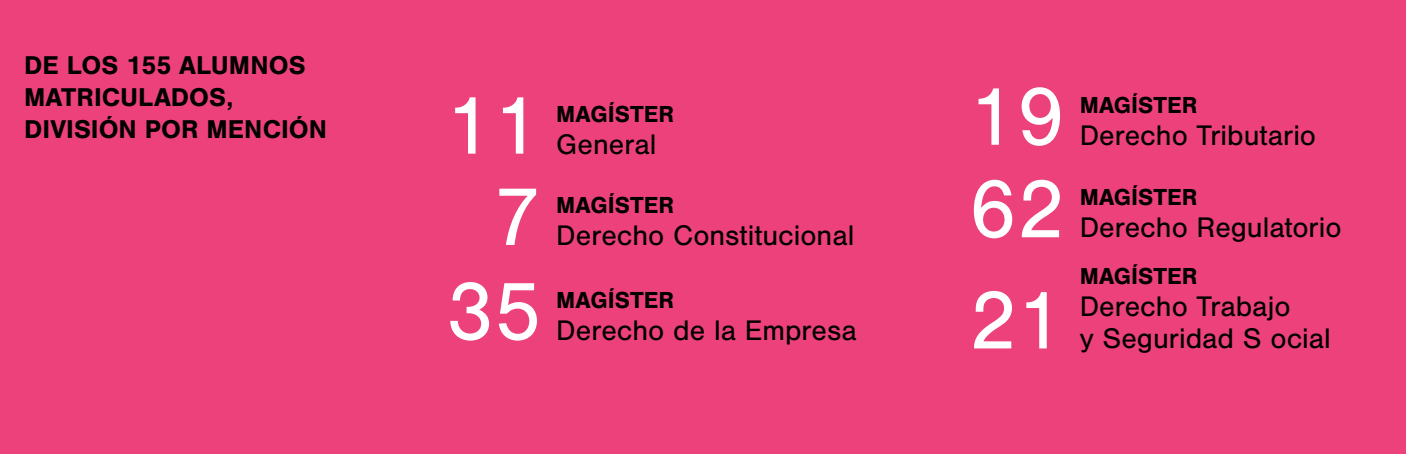 DE LOS 155 ALUMNOS
MATRICULADOS,
DIVISIÓN POR MENCIÓN
11 MAGÍSTER
General
7 MAGÍSTER
Derecho Constitucional
35 MAGÍSTER
Derecho de la Empresa
19 MAGÍSTER
Derecho Tributario
62 MAGÍSTER
Derecho Regulatorio
21 MAGÍSTER
Derecho Trabajo
y Seguridad S ocial